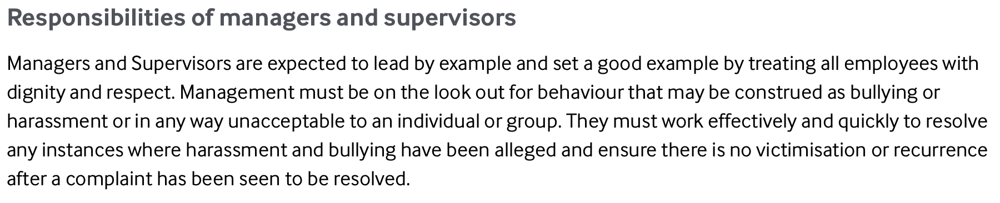 Responsibilities of managers and supervisors
Managers and Supervisors are expected to lead by example and set a good example by treating all employees with
dignity and respect. Management must be on the look out for behaviour that may be construed as bullying or
harassment or in any way unacceptable to an individual or group. They must work effectively and quickly to resolve
any instances where harassment and bullying have been alleged and ensure there is no victimisation or recurrence
after a complaint has been seen to be resolved.